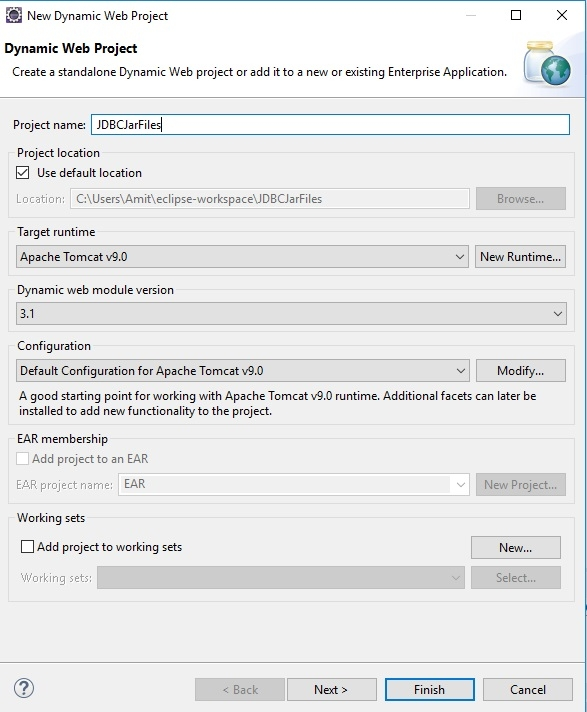 New Dynamic Web Project
Dynamic Web Project
Create a standalone Dynamic Web project or add it to a new or existing Enterprise Application.
Project name: JDBCJarFiles
Project location
Use default location
Location: C:\Users\Amit\eclipse-workspace\JDBCJarFiles Browse...
Target runtime
Apache Tomcat v9.0 New Runtime...
Dynamic web module version
3.1
Configuration
Default Configuration for Apache Tomcat v9.0 Modify...
A good starting point for working with Apache Tomcat v9.0 runtime. Additional facets can later be
installed to add new functionality to the project.
EAR membership
Add project to an EAR
EAR project name: EAR New Project...
Working sets
Add project to working sets New...
Working sets: Select...
? < Back Next > Finish Cancel